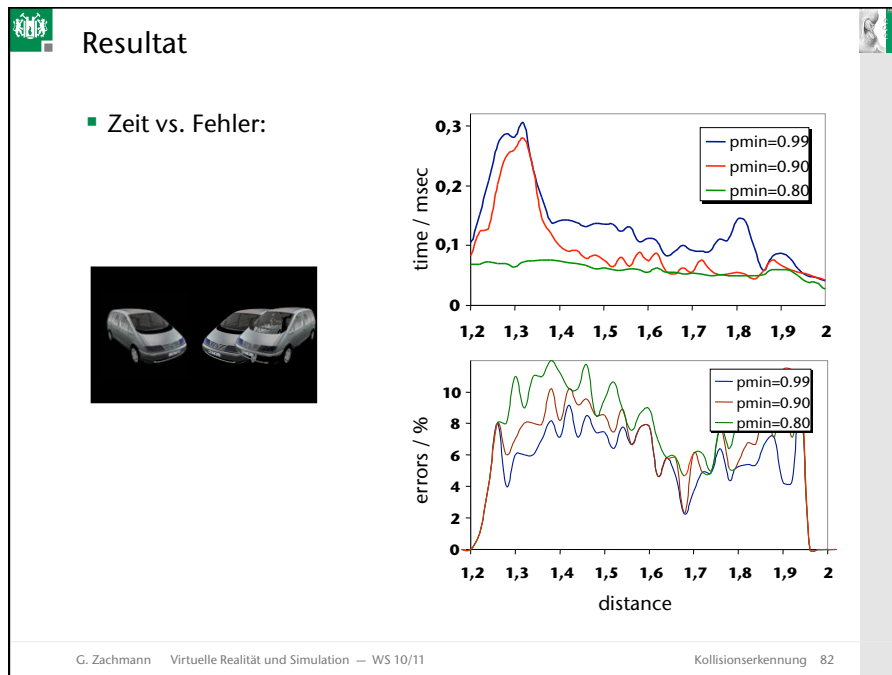 Resultat
Zeit vs. Fehler:
0,3
0,2
0,1
0
time / msec
pmin=0.99
pmin=0.90
pmin=0.80
1,2 1,3 1,4 1,5 1,6 1,7 1,8 1,9 2
10
8
6
4
2
0
errors / %
pmin=0.99
pmin=0.90
pmin=0.80
1,2 1,3 1,4 1,5 1,6 1,7 1,8 1,9 2
distance
G. Zachmann Virtuelle Realität und Simulation — WS 10/11
Kollisionserkennung 82